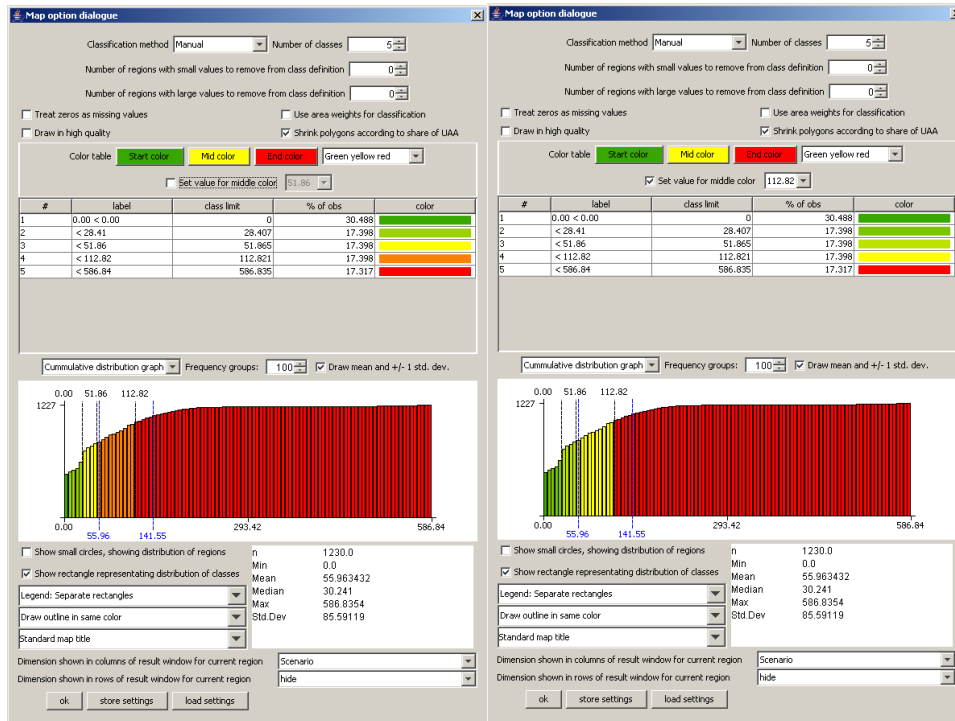 Map option dialogue
Classification method Manual Number of classes 5
Number of regions with small values to remove from class definition 0
Number of regions with large values to remove from class definition 0
Treat zeros as missing values Use area weights for classification
Draw in high quality Shrink polygons according to share of UAA
Color table Start color Mid color End color Green yellow red
Set value for middle color 51.86
# label class limit % of obs color
1 0.00 < 0.00 0 30.488
2 < 28.41 28.407 17.398
3 < 51.86 51.865 17.398
4 < 112.82 112.821 17.398
5 < 586.84 586.835 17.317
Cummulative distribution graph Frequency groups: 100 Draw mean and +/- 1 std. dev.
0.00 51.86 112.82
1227
0.00 293.42 586.84
55.96 141.55
Show small circles, showing distribution of regions
Show rectangle representating distribution of classes
Legend: Separate rectangles
Draw outline in same color
Standard map title
n 1230.0
Min 0.0
Mean 55.963432
Median 30.241
Max 586.8354
Std.Dev 85.59119
Dimension shown in columns of result window for current region Scenario
Dimension shown in rows of result window for current region hide
ok store settings load settings
Map option dialogue
Classification method Manual Number of classes 5
Number of regions with small values to remove from class definition 0
Number of regions with large values to remove from class definition 0
Treat zeros as missing values Use area weights for classification
Draw in high quality Shrink polygons according to share of UAA
Color table Start color Mid color End color Green yellow red
Set value for middle color 112.82
# label class limit % of obs color
1 0.00 < 0.00 0 30.488
2 < 28.41 28.407 17.398
3 < 51.86 51.865 17.398
4 < 112.82 112.821 17.398
5 < 586.84 586.835 17.317
Cummulative distribution graph Frequency groups: 100 Draw mean and +/- 1 std. dev.
0.00 51.86 112.82
1227
0.00 293.42 586.84
55.96 141.55
Show small circles, showing distribution of regions
Show rectangle representating distribution of classes
Legend: Separate rectangles
Draw outline in same color
Standard map title
n 1230.0
Min 0.0
Mean 55.963432
Median 30.241
Max 586.8354
Std.Dev 85.59119
Dimension shown in columns of result window for current region Scenario
Dimension shown in rows of result window for current region hide
ok store settings load settings